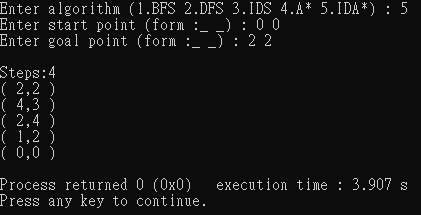 Enter algorithm (1.BFS 2.DFS 3.IDS 4.A* 5.IDA*) : 5
Enter start point (form :_ _) : 0 0
Enter goal point (form :_ _) : 2 2
Steps:4
( 2,2 )
( 4,3 )
( 2,4 )
( 1,2 )
( 0,0 )
Process returned 0 (0x0)   execution time : 3.907 s
Press any key to continue.